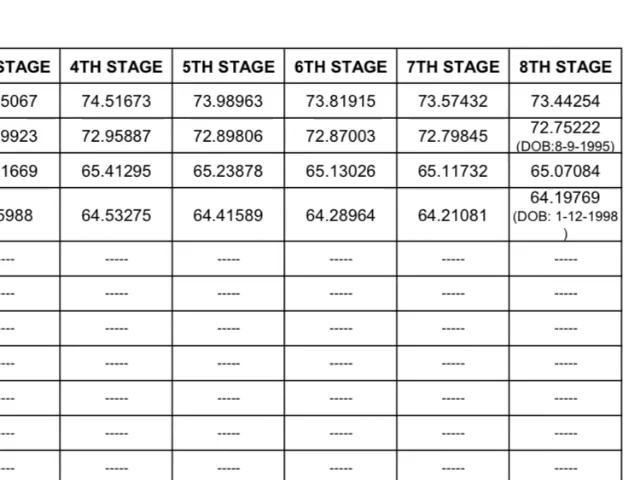 STAGE 4TH STAGE 5TH STAGE 6TH STAGE 7TH STAGE 8TH STAGE
5067 74.51673 73.98963 73.81915 73.57432 73.44254
9923 72.95887 72.89806 72.87003 72.79845 72.75222
(DOB:8-9-1995)
1669 65.41295 65.23878 65.13026 65.11732 65.07084
5988 64.53275 64.41589 64.28964 64.21081 64.19769
(DOB: 1-12-1998
)
---- ----- ----- ----- ----- -----
---- ----- ----- ----- ----- -----
---- ----- ----- ----- ----- -----
---- ----- ----- ----- ----- -----
---- ----- ----- ----- ----- -----
---- ----- ----- ----- ----- -----
---- ----- ----- ----- ----- -----